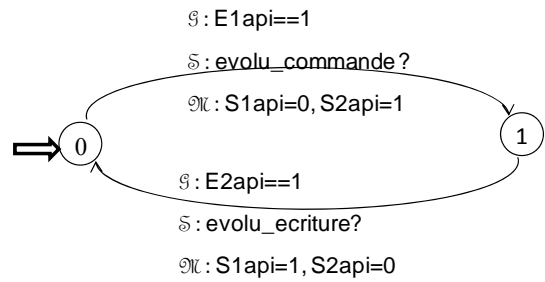 𝒢 : E1api==1
𝒮 : evolu_commande?
ℳ : S1api=0, S2api=1
0
1
𝒢 : E2api==1
𝒮 : evolu_ecriture?
ℳ : S1api=1, S2api=0